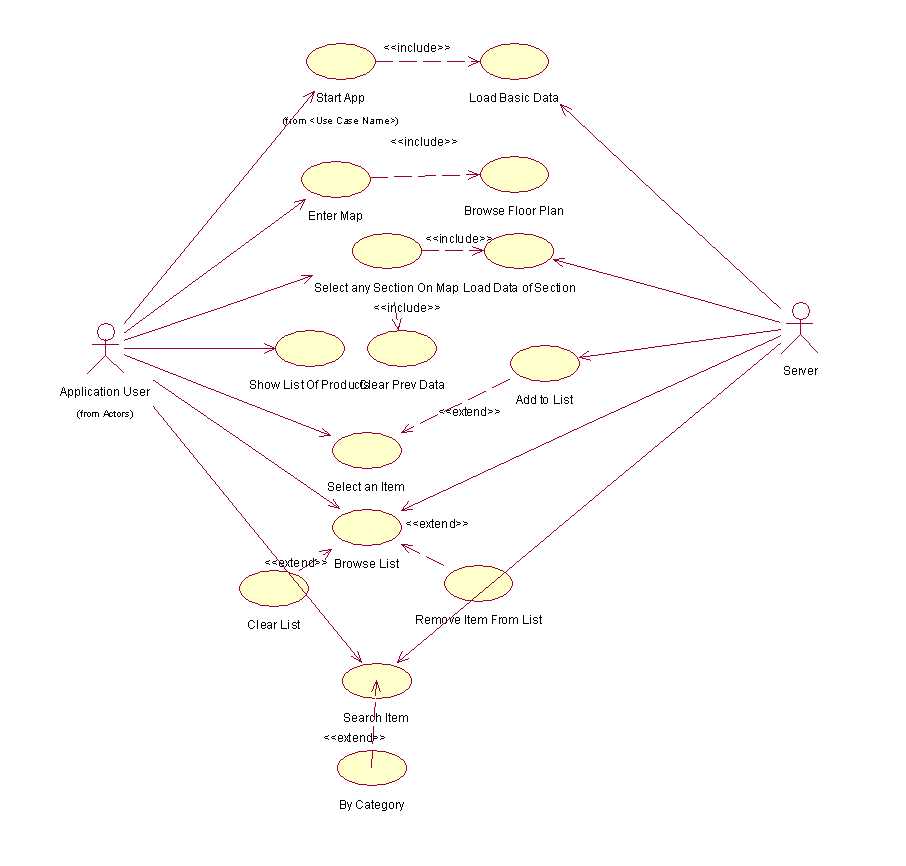 <<include>>
Start App
Load Basic Data
(from <Use Case Name>)
<<include>>
Enter Map
Browse Floor Plan
<<include>>
Select any Section On Map
Load Data of Section
<<include>>
Application User
(from Actors)
Show List Of Products
Clear Prev Data
Server
Add to List
<<extend>>
Select an Item
<<extend>>
<<extend>>
Browse List
Clear List
Remove Item From List
Search Item
<<extend>>
By Category